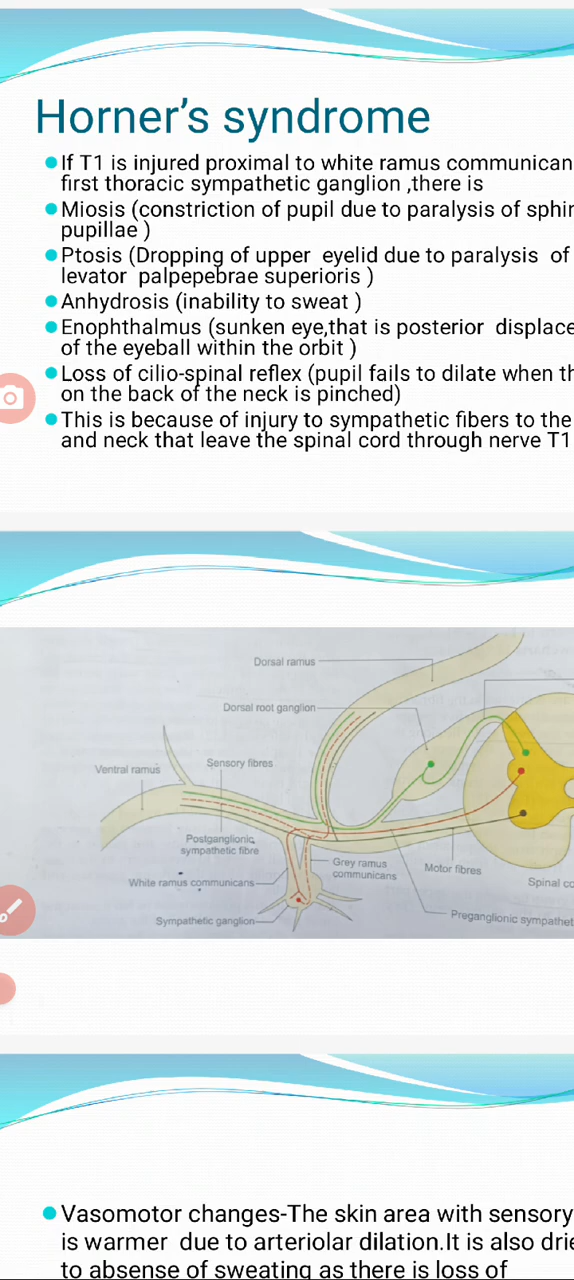 Horner's syndrome
If T1 is injured proximal to white ramus communican
first thoracic sympathetic ganglion ,there is
Miosis (constriction of pupil due to paralysis of
pupillae )
Ptosis (Dropping of upper eyelid due to paralysis of
levator palpepebrae superioris )
Anhydrosis (inability to sweat )
Enophthalmus (sunken eye,that is posterior displace
of the eyeball within the orbit )
Loss of cilio-spinal reflex (pupil fails to dilate when th
on the back of the neck is pinched)
This is because of injury to sympathetic fibers to the
and neck that leave the spinal cord through nerve T1
Dorsal ramus
Dorsal root ganglion
Sensory fibres
Ventral ramus
Postganglionic
sympathetic fibre
Grey ramus
communicans
Motor fibres
White ramus communicans
Spinal co
Sympathetic ganglion
Preganglionic sympathet
Vasomotor changes-The skin area with sensory
is warmer due to arteriolar dilation.It is also drie
to absense of sweating as there is loss of